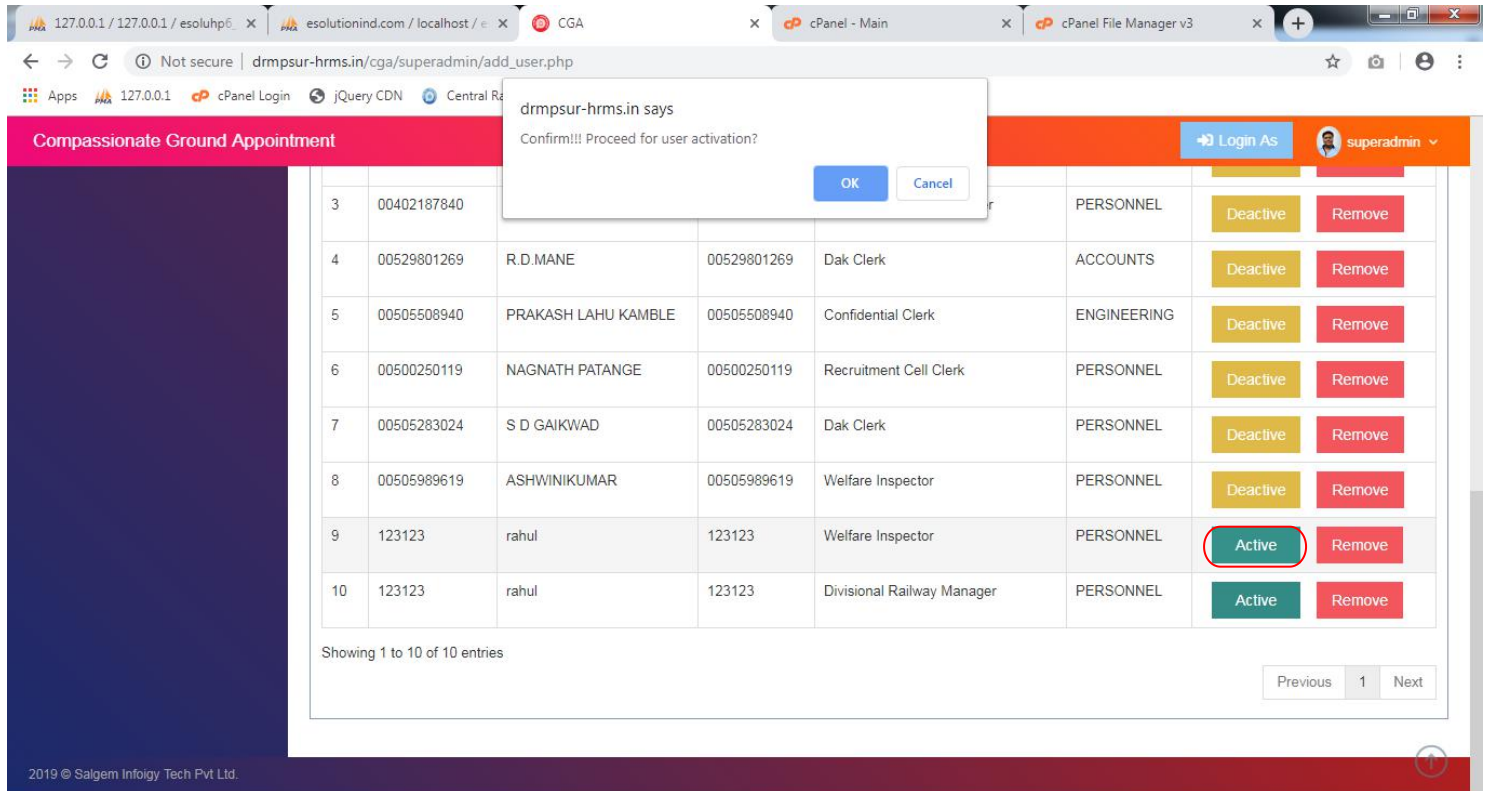 127.0.0.1 / 127.0.0.1 / esoluhp6_ esolutionind.com / localhost / e CGA cPanel - Main cPanel File Manager v3
Not secure | drmpsur-hrms.in/cga/superadmin/add_user.php
Apps 127.0.0.1 cPanel Login jQuery CDN Central Ra
drmpsur-hrms.in says
Confirm!!! Proceed for user activation?
OK Cancel
Compassionate Ground Appointment Login As superadmin
3 00402187840 r PERSONNEL Deactive Remove
4 00529801269 R.D.MANE 00529801269 Dak Clerk ACCOUNTS Deactive Remove
5 00505508940 PRAKASH LAHU KAMBLE 00505508940 Confidential Clerk ENGINEERING Deactive Remove
6 00500250119 NAGNATH PATANGE 00500250119 Recruitment Cell Clerk PERSONNEL Deactive Remove
7 00505283024 S D GAIKWAD 00505283024 Dak Clerk PERSONNEL Deactive Remove
8 00505989619 ASHWINIKUMAR 00505989619 Welfare Inspector PERSONNEL Deactive Remove
9 123123 rahul 123123 Welfare Inspector PERSONNEL Active Remove
10 123123 rahul 123123 Divisional Railway Manager PERSONNEL Active Remove
Showing 1 to 10 of 10 entries
Previous 1 Next
2019 © Salgem Infoigy Tech Pvt Ltd.